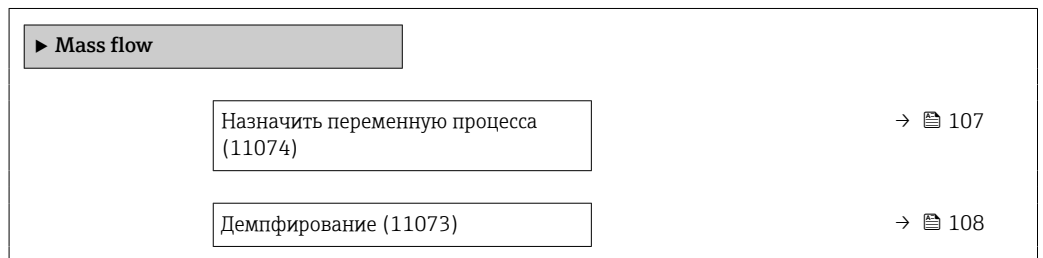 ▶ Mass flow
Назначить переменную процесса → 107
(11074)
Демпфирование (11073) → 108